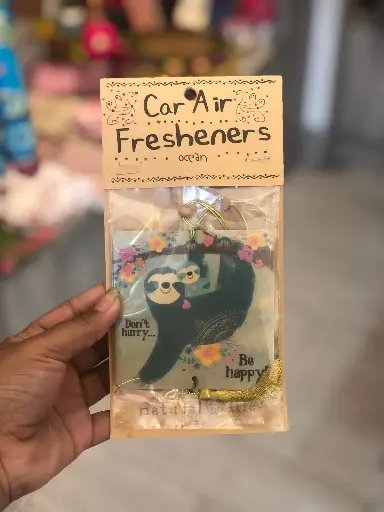 Car Air
Fresheners
ocean
Don't
hurry...
Be
happy!